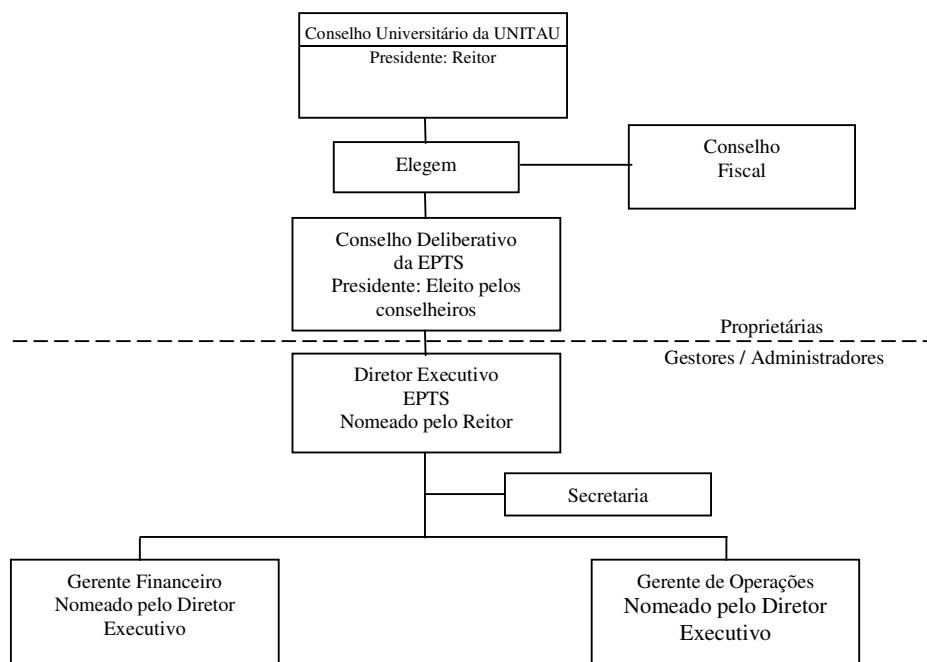 Conselho Universitário da UNITAU
Presidente: Reitor
Elegem
Conselho
Fiscal
Conselho Deliberativo
da EPTS
Presidente: Eleito pelos
conselheiros
Proprietárias
Gestores / Administradores
Diretor Executivo
EPTS
Nomeado pelo Reitor
Secretaria
Gerente Financeiro
Nomeado pelo Diretor
Executivo
Gerente de Operações
Nomeado pelo Diretor
Executivo